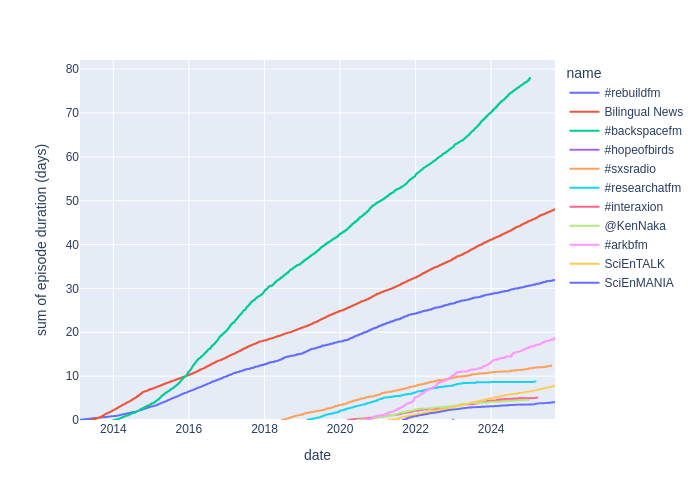 80
70
60
50
40
30
20
10
0
sum of episode duration (days)
2014 2016 2018 2020 2022 2024
date
name
#rebuildfm
Bilingual News
#backspacefm
#hopeofbirds
#sxsradio
#researchatfm
#interaxion
@KenNaka
#arkbfm
SciEnTALK
SciEnMANIA